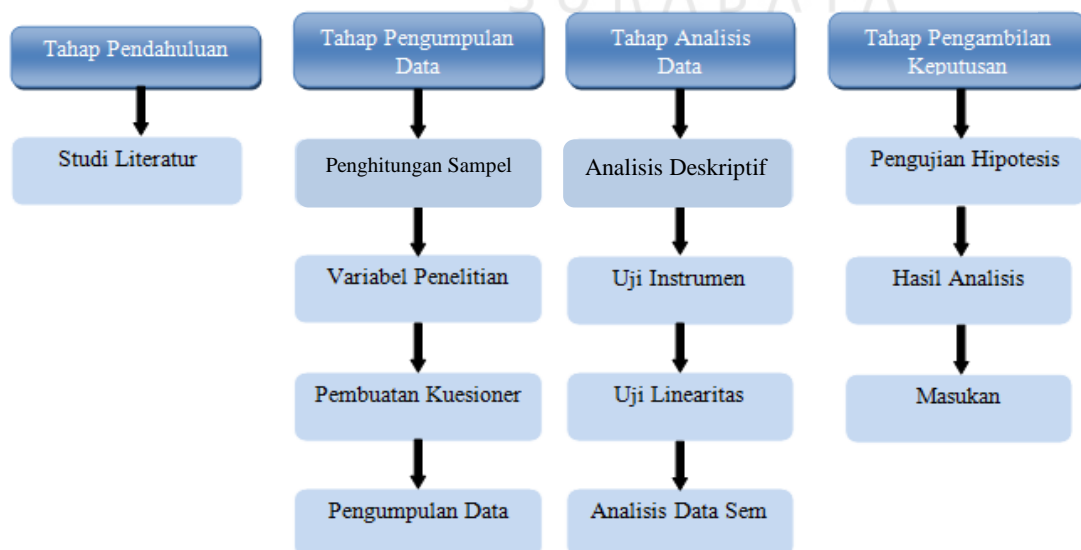 SURABAYA
Tahap Pendahuluan
Studi Literatur
Tahap Pengumpulan
Data
Penghitungan Sampel
Variabel Penelitian
Pembuatan Kuesioner
Pengumpulan Data
Tahap Analisis
Data
Analisis Deskriptif
Uji Instrumen
Uji Linearitas
Analisis Data Sem
Tahap Pengambilan
Keputusan
Pengujian Hipotesis
Hasil Analisis
Masukan